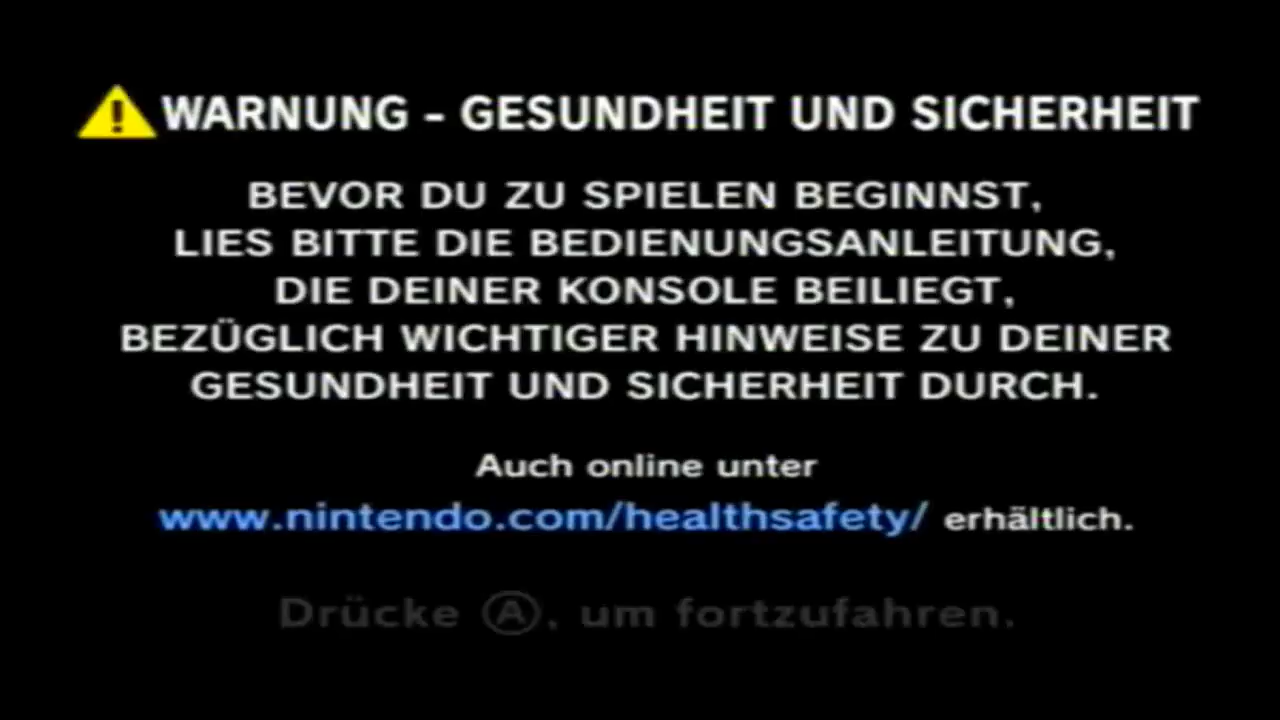 WARNUNG - GESUNDHEIT UND SICHERHEIT
BEVOR DU ZU SPIELEN BEGINNST,
LIES BITTE DIE BEDIENUNGSANLEITUNG,
DIE DEINER KONSOLE BEILIEGT,
BEZÜGLICH WICHTIGER HINWEISE ZU DEINER
GESUNDHEIT UND SICHERHEIT DURCH.
Auch online unter
www.nintendo.com/healthsafety/ erhältlich.
Drücke Ⓐ, um fortzufahren.